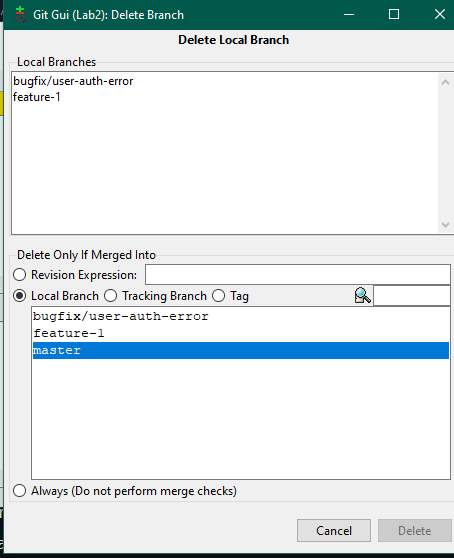 Git Gui (Lab2): Delete Branch
Delete Local Branch
Local Branches
bugfix/user-auth-error
feature-1
Delete Only If Merged Into
Revision Expression:
Local Branch Tracking Branch Tag
bugfix/user-auth-error
feature-1
master
Always (Do not perform merge checks)
Cancel Delete